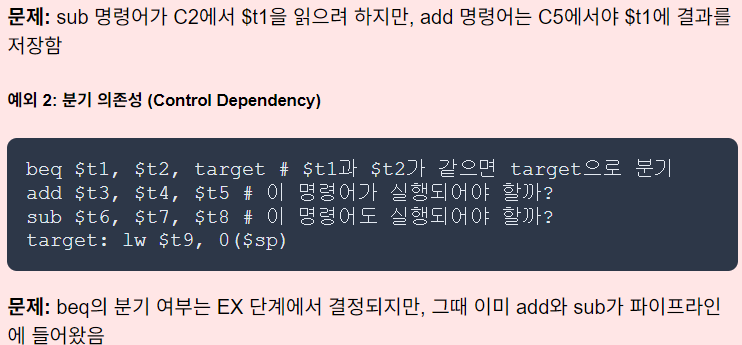 문제: sub 명령어가 C2에서 $t1을 읽으려 하지만, add 명령어는 C5에서야 $t1에 결과를
저장함
예외 2: 분기 의존성 (Control Dependency)
beq $t1, $t2, target # $t1과 $t2가 같으면 target으로 분기
add $t3, $t4, $t5 # 이 명령어가 실행되어야 할까?
sub $t6, $t7, $t8 # 이 명령어도 실행되어야 할까?
target: lw $t9, 0($sp)
문제: beq의 분기 여부는 EX 단계에서 결정되지만, 그때 이미 add와 sub가 파이프라인
에 들어왔음